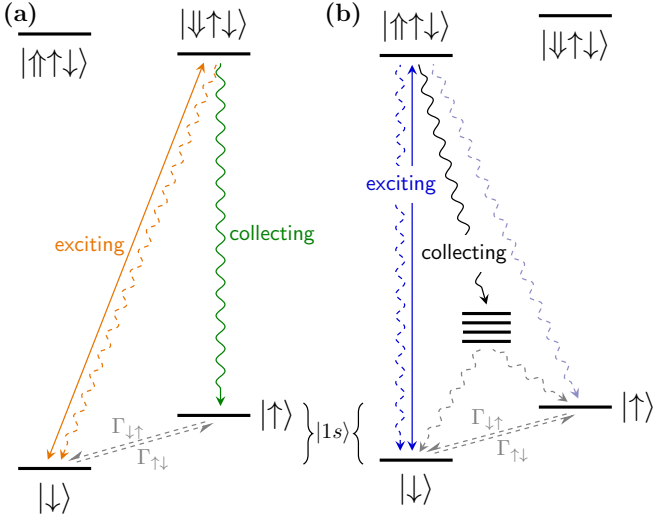 (a)
|⇓↑↓⟩
|⇑↑↓⟩
exciting
collecting
|↑⟩
Γ↓↑
Γ↑↓
|↓⟩
}|1s⟩{
(b)
|⇑↑↓⟩
|⇓↑↓⟩
exciting
collecting
|↑⟩
Γ↓↑
Γ↑↓
|↓⟩